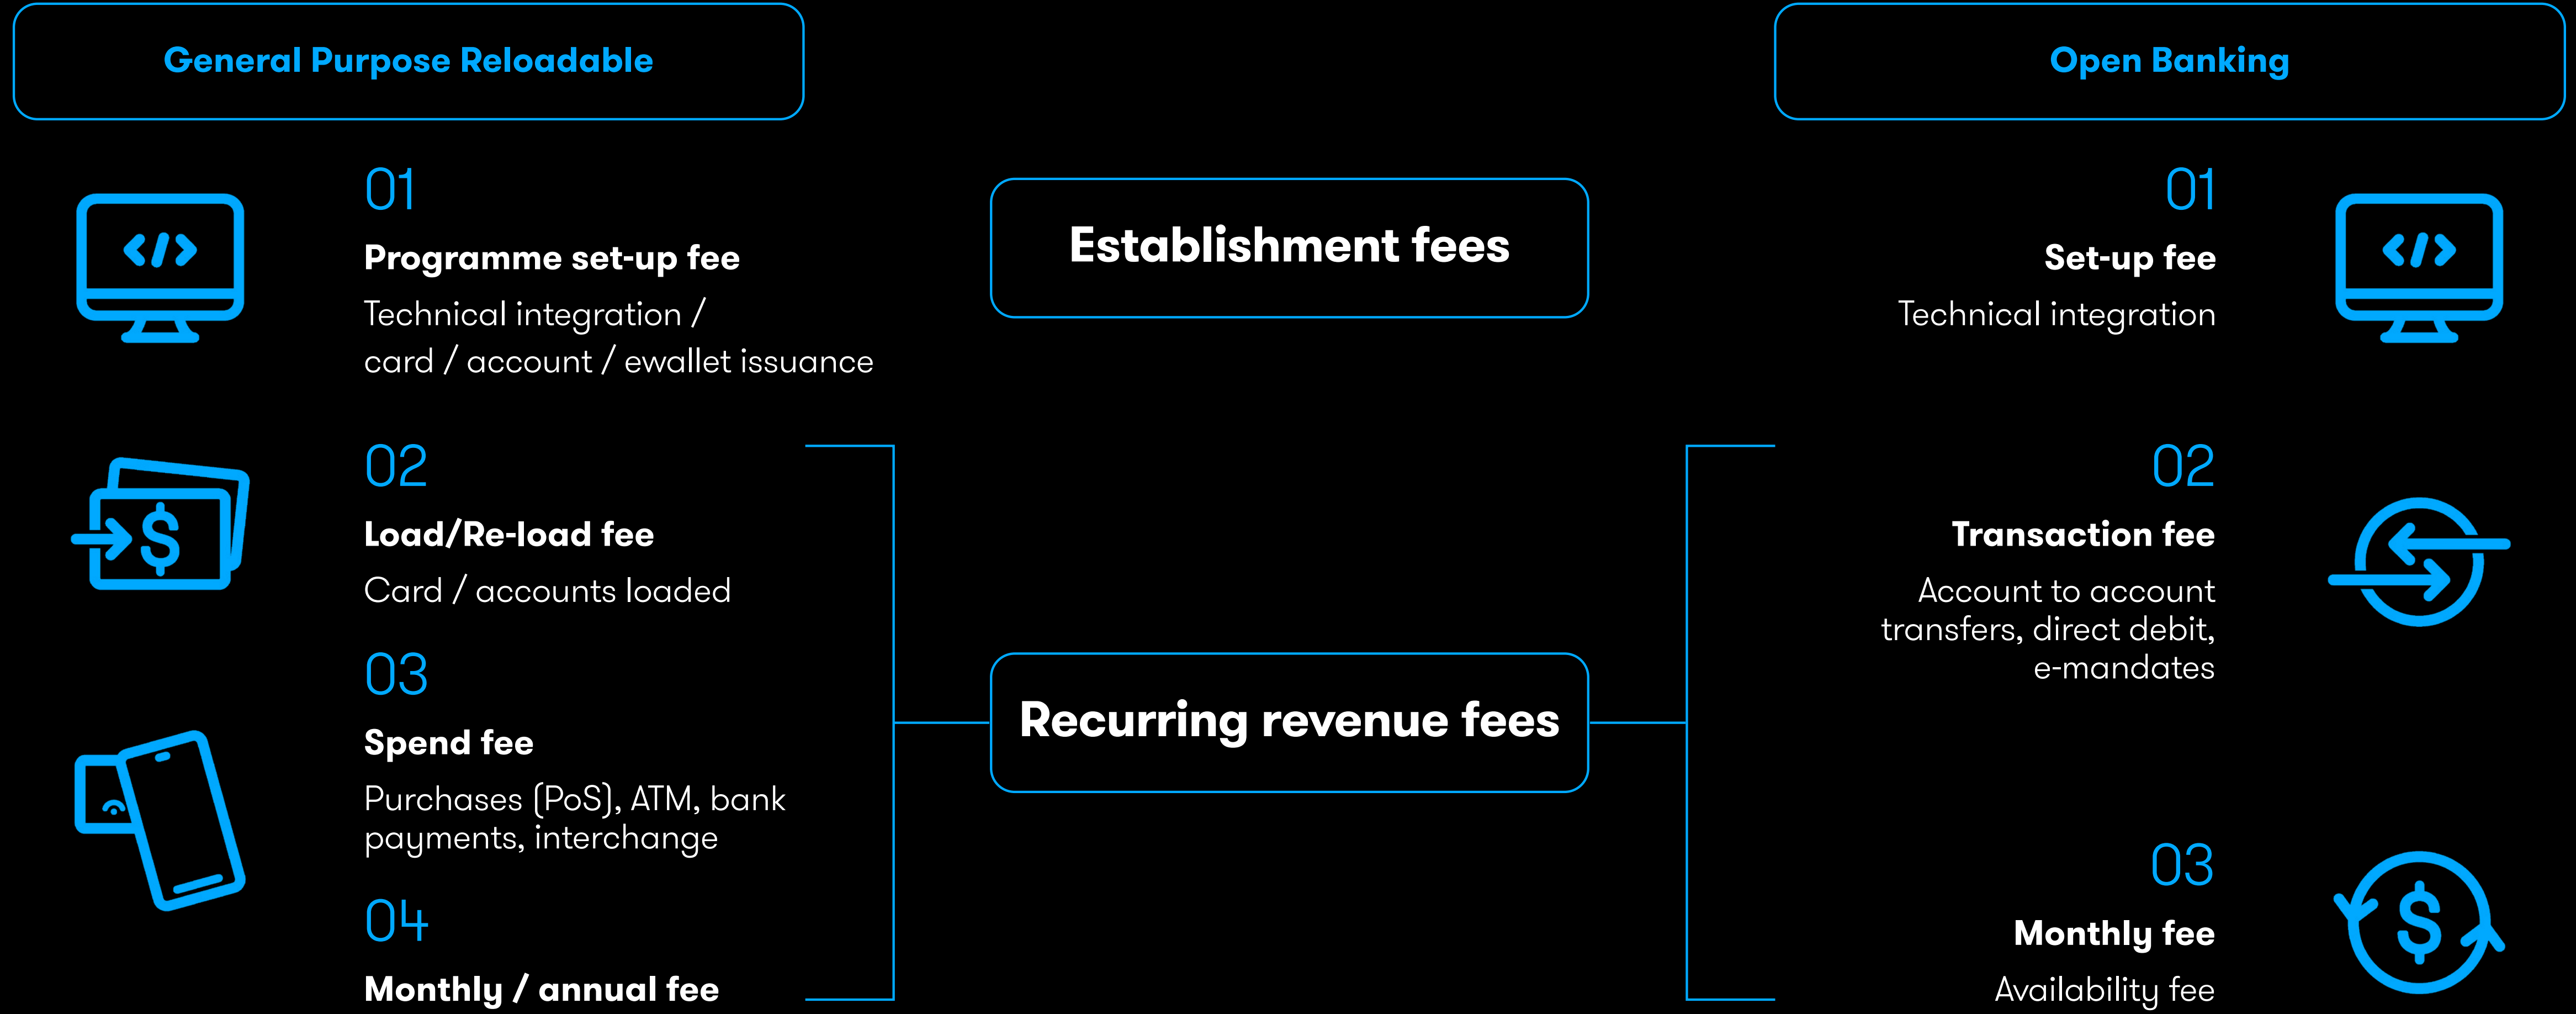 General Purpose Reloadable
01
Programme set-up fee
Technical integration /
card / account / ewallet issuance
02
Load/Re-load fee
Card / accounts loaded
03
Spend fee
Purchases (PoS), ATM, bank
payments, interchange
04
Monthly / annual fee
Establishment fees
Recurring revenue fees
Open Banking
01
Set-up fee
Technical integration
02
Transaction fee
Account to account
transfers, direct debit,
e-mandates
03
Monthly fee
Availability fee